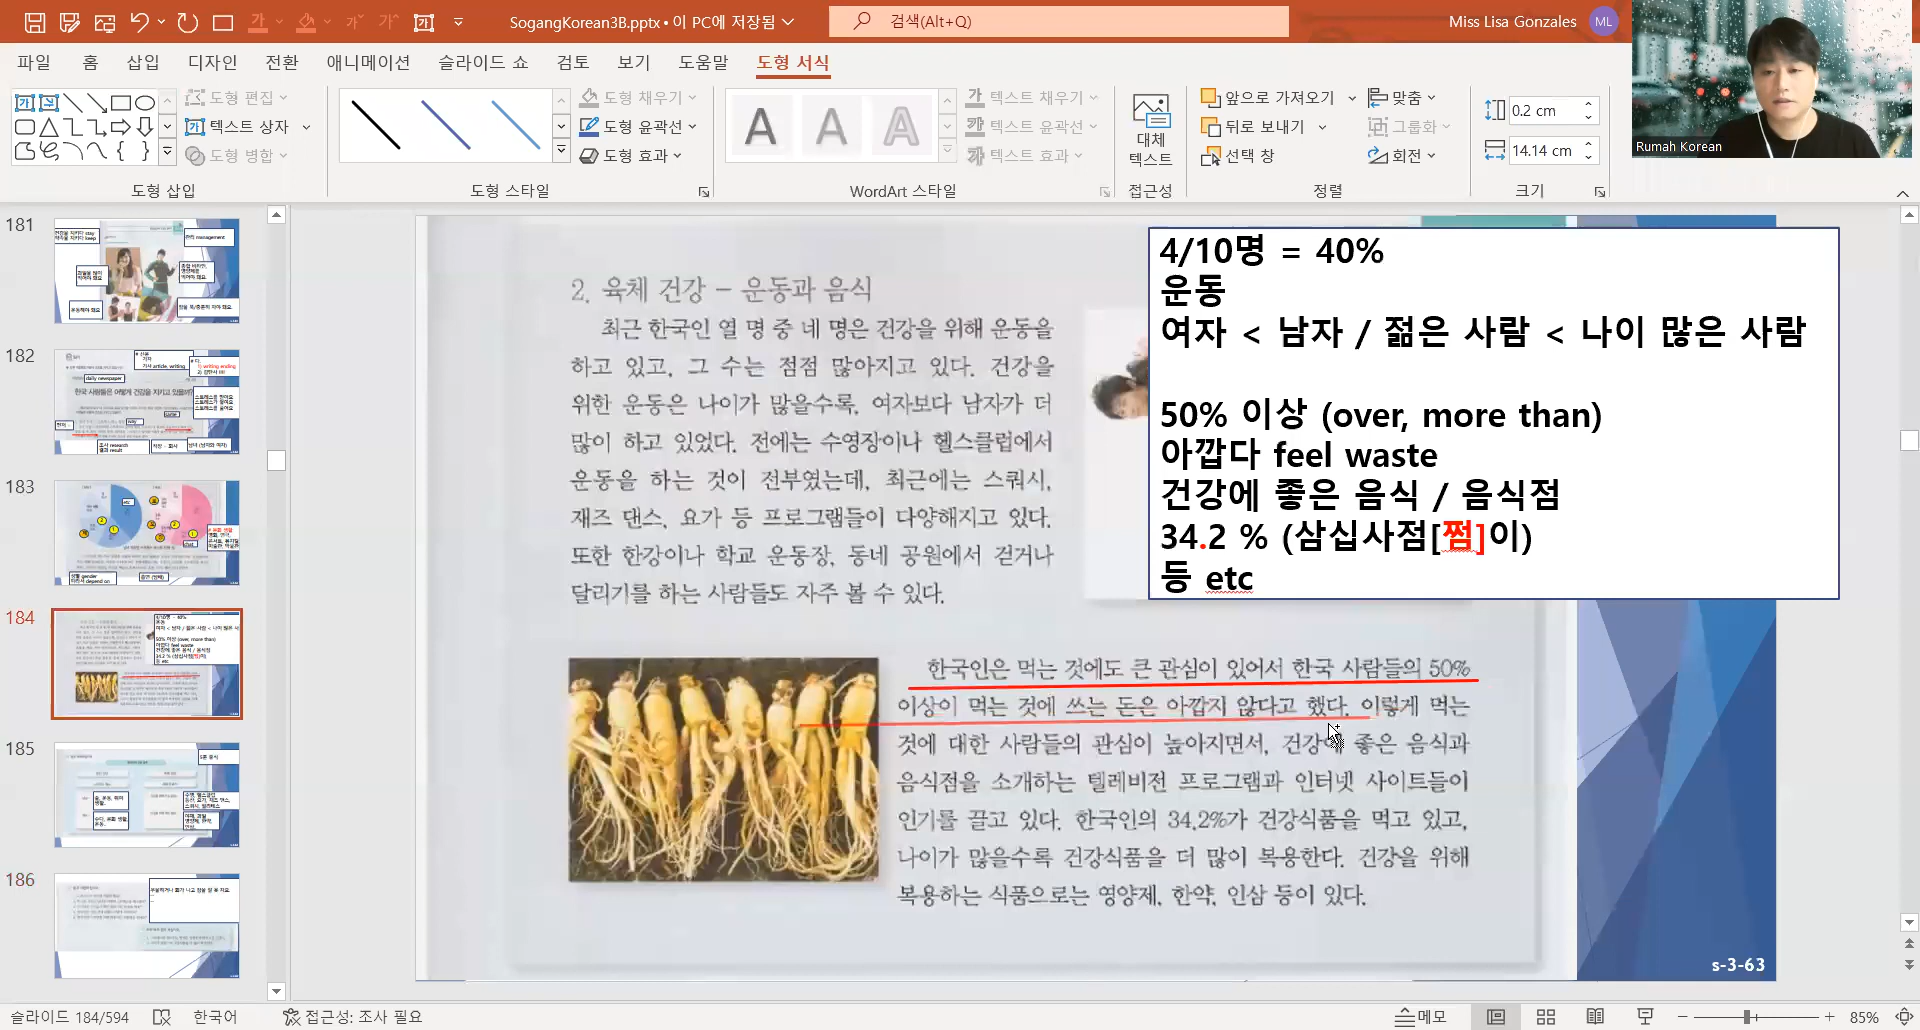 SogangKorean3B.pptx • 이 PC에 저장됨
검색(Alt+Q)
Miss Lisa Gonzales
ML
파일 홈 삽입 디자인 전환 애니메이션 슬라이드 쇼 검토 보기 도움말 도형 서식
도형 편집
텍스트 상자
도형 병합
도형 삽입
도형 채우기
도형 윤곽선
도형 효과
도형 스타일
A A A
텍스트 채우기
텍스트 윤곽선
텍스트 효과
WordArt 스타일
대체
텍스트
접근성
앞으로 가져오기
뒤로 보내기
선택 창
맞춤
그룹화
회전
정렬
0.2 cm
14.14 cm
크기
Rumah Korean
181
182
183
184
185
186
2. 육체 건강 - 운동과 음식
최근 한국인 열 명 중 네 명은 건강을 위해 운동을
하고 있고, 그 수는 점점 많아지고 있다. 건강을
위한 운동은 나이가 많을수록, 여자보다 남자가 더
많이 하고 있었다. 전에는 수영장이나 헬스클럽에서
운동을 하는 것이 전부였는데, 최근에는 스쿼시,
재즈 댄스, 요가 등 프로그램들이 다양해지고 있다.
또한 한강이나 학교 운동장, 동네 공원에서 걷거나
달리기를 하는 사람들도 자주 볼 수 있다.
4/10명 = 40%
운동
여자 < 남자 / 젊은 사람 < 나이 많은 사람
50% 이상 (over, more than)
아깝다 feel waste
건강에 좋은 음식 / 음식점
34.2 % (삼십사점[쩜]이)
등 etc
한국인은 먹는 것에도 큰 관심이 있어서 한국 사람들의 50%
이상이 먹는 것에 쓰는 돈은 아깝지 않다고 했다. 이렇게 먹는
것에 대한 사람들의 관심이 높아지면서, 건강에 좋은 음식과
음식점을 소개하는 텔레비전 프로그램과 인터넷 사이트들이
인기를 끌고 있다. 한국인의 34.2%가 건강식품을 먹고 있고,
나이가 많을수록 건강식품을 더 많이 복용한다. 건강을 위해
복용하는 식품으로는 영양제, 한약, 인삼 등이 있다.
s-3-63
슬라이드 184/594
한국어
접근성: 조사 필요
메모
85%